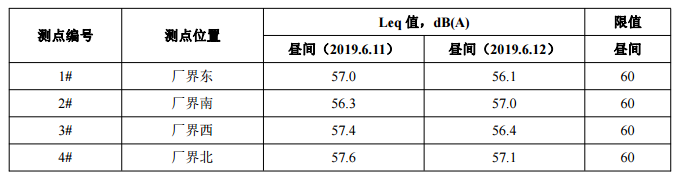 测点编号 测点位置 Leq 值，dB(A) 限值
昼间（2019.6.11） 昼间（2019.6.12） 昼间
1# 厂界东 57.0 56.1 60
2# 厂界南 56.3 57.0 60
3# 厂界西 57.4 56.4 60
4# 厂界北 57.6 57.1 60